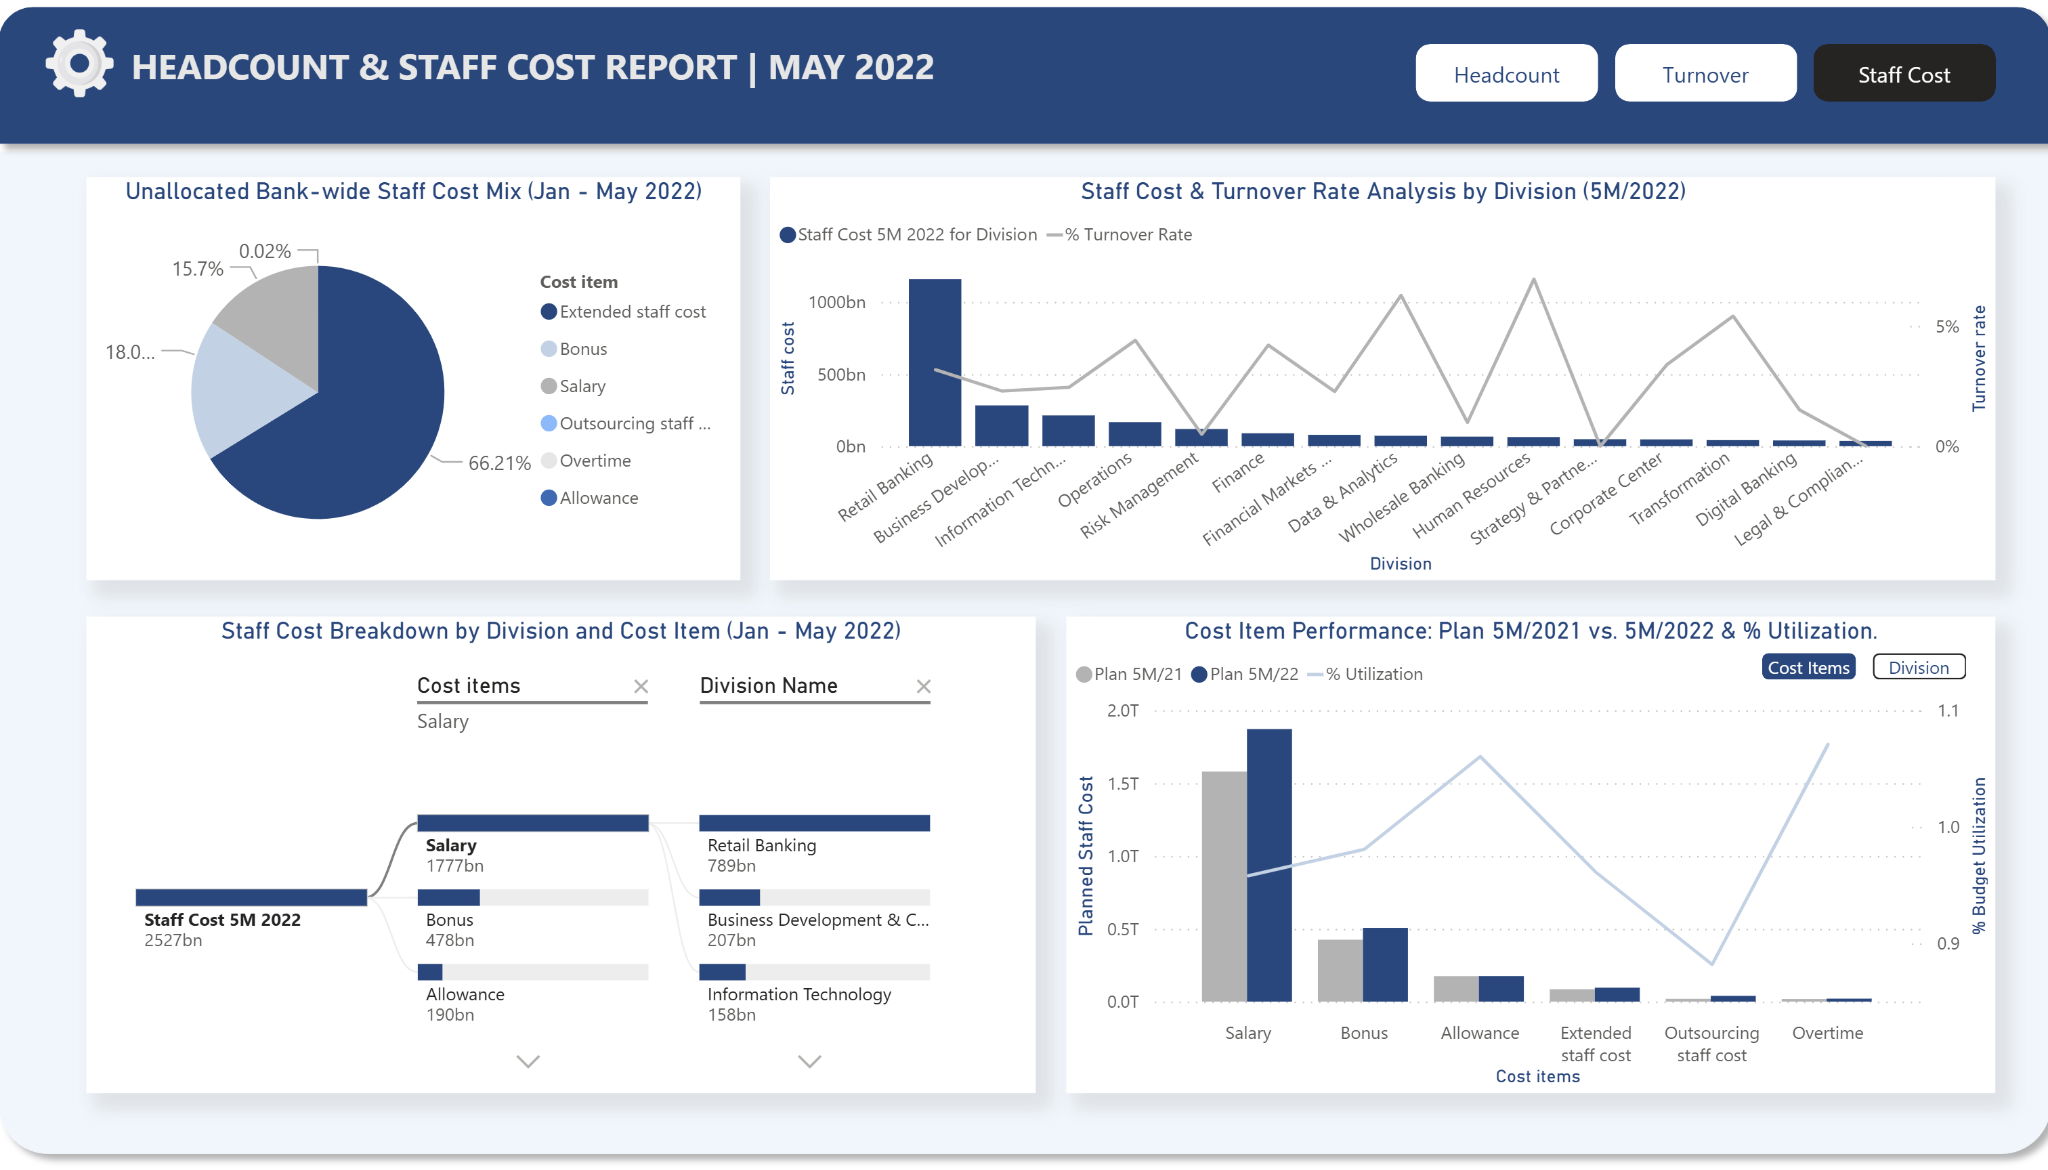 HEADCOUNT & STAFF COST REPORT | MAY 2022
Headcount
Turnover
Staff Cost
Unallocated Bank-wide Staff Cost Mix (Jan - May 2022)
0.02%
15.7%
18.0...
66.21%
Cost item
Extended staff cost
Bonus
Salary
Outsourcing staff ...
Overtime
Allowance
Staff Cost & Turnover Rate Analysis by Division (5M/2022)
Staff Cost 5M 2022 for Division
% Turnover Rate
Staff cost
1000bn
500bn
0bn
5%
0%
Turnover rate
Retail Banking
Business Develop...
Information Techn...
Operations
Risk Management
Finance
Financial Markets ...
Data & Analytics
Wholesale Banking
Human Resources
Strategy & Partne...
Corporate Center
Transformation
Digital Banking
Legal & Complian...
Division
Staff Cost Breakdown by Division and Cost Item (Jan - May 2022)
Cost items
Salary
Division Name
Staff Cost 5M 2022
2527bn
Salary
1777bn
Bonus
478bn
Allowance
190bn
Retail Banking
789bn
Business Development & C...
207bn
Information Technology
158bn
Cost Item Performance: Plan 5M/2021 vs. 5M/2022 & % Utilization.
Plan 5M/21
Plan 5M/22
% Utilization
Cost Items
Division
Planned Staff Cost
2.0T
1.5T
1.0T
0.5T
0.0T
1.1
1.0
0.9
% Budget Utilization
Salary
Bonus
Allowance
Extended
staff cost
Outsourcing
staff cost
Overtime
Cost items